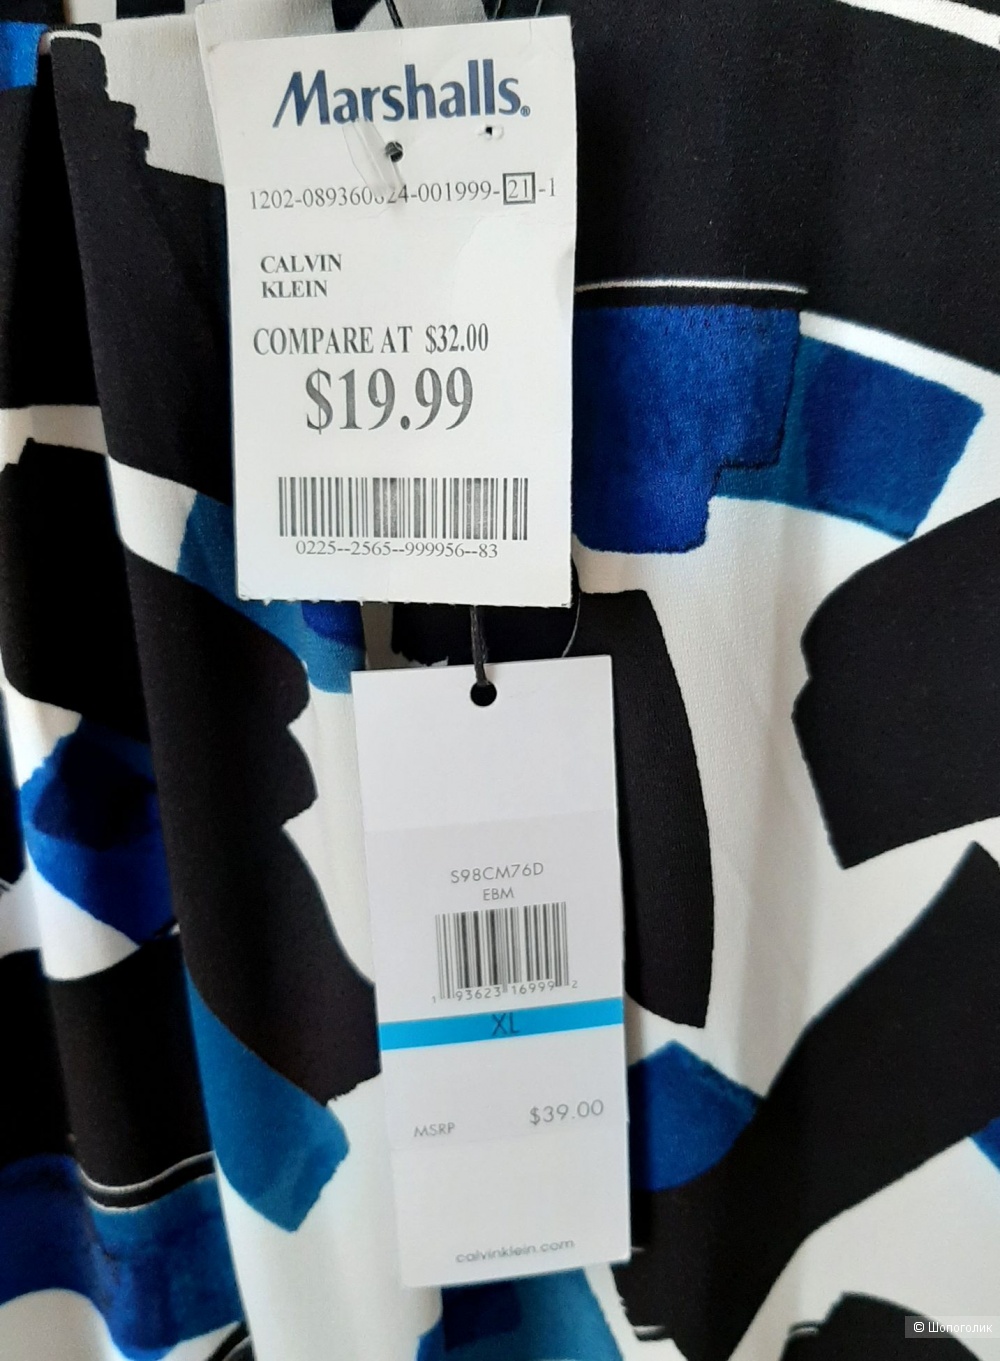 Marshalls®
1202-089360624-001999-21-1
CALVIN
KLEIN
COMPARE AT $32.00
$19.99
0225--2565--999956--83
S98CM76D
EBM
1 93623 16999 2
XL
MSRP $39.00
calvinklein.com
© Шопоголик